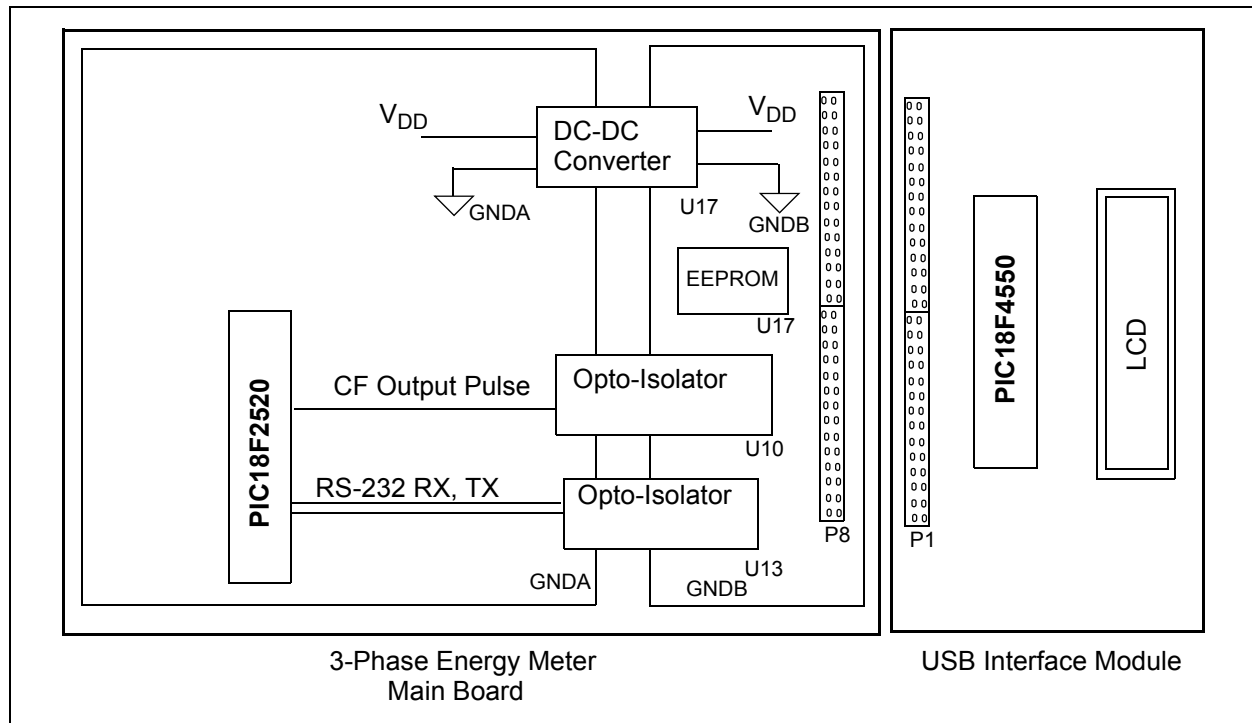 VDD
DC-DC
Converter
VDD
GNDA
U17
GNDB
EEPROM
U17
PIC18F2520
CF Output Pulse
Opto-Isolator
U10
RS-232 RX, TX
Opto-Isolator
U13
GNDA
GNDB
P8
P1
PIC18F4550
LCD
3-Phase Energy Meter
Main Board
USB Interface Module